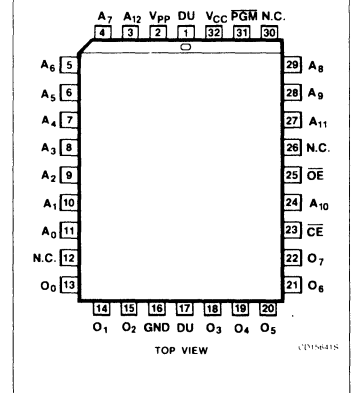 A7 A12 VPP DU VCC PGM N.C.
4 3 2 1 32 31 30
A6 5 29 A8
A5 6 28 A9
A4 7 27 A11
A3 8 26 N.C.
A2 9 25 OE
A1 10 24 A10
A0 11 23 CE
N.C. 12 22 O7
O0 13 21 O6
14 15 16 17 18 19 20
O1 O2 GND DU O3 O4 O5
TOP VIEW
CD15641S